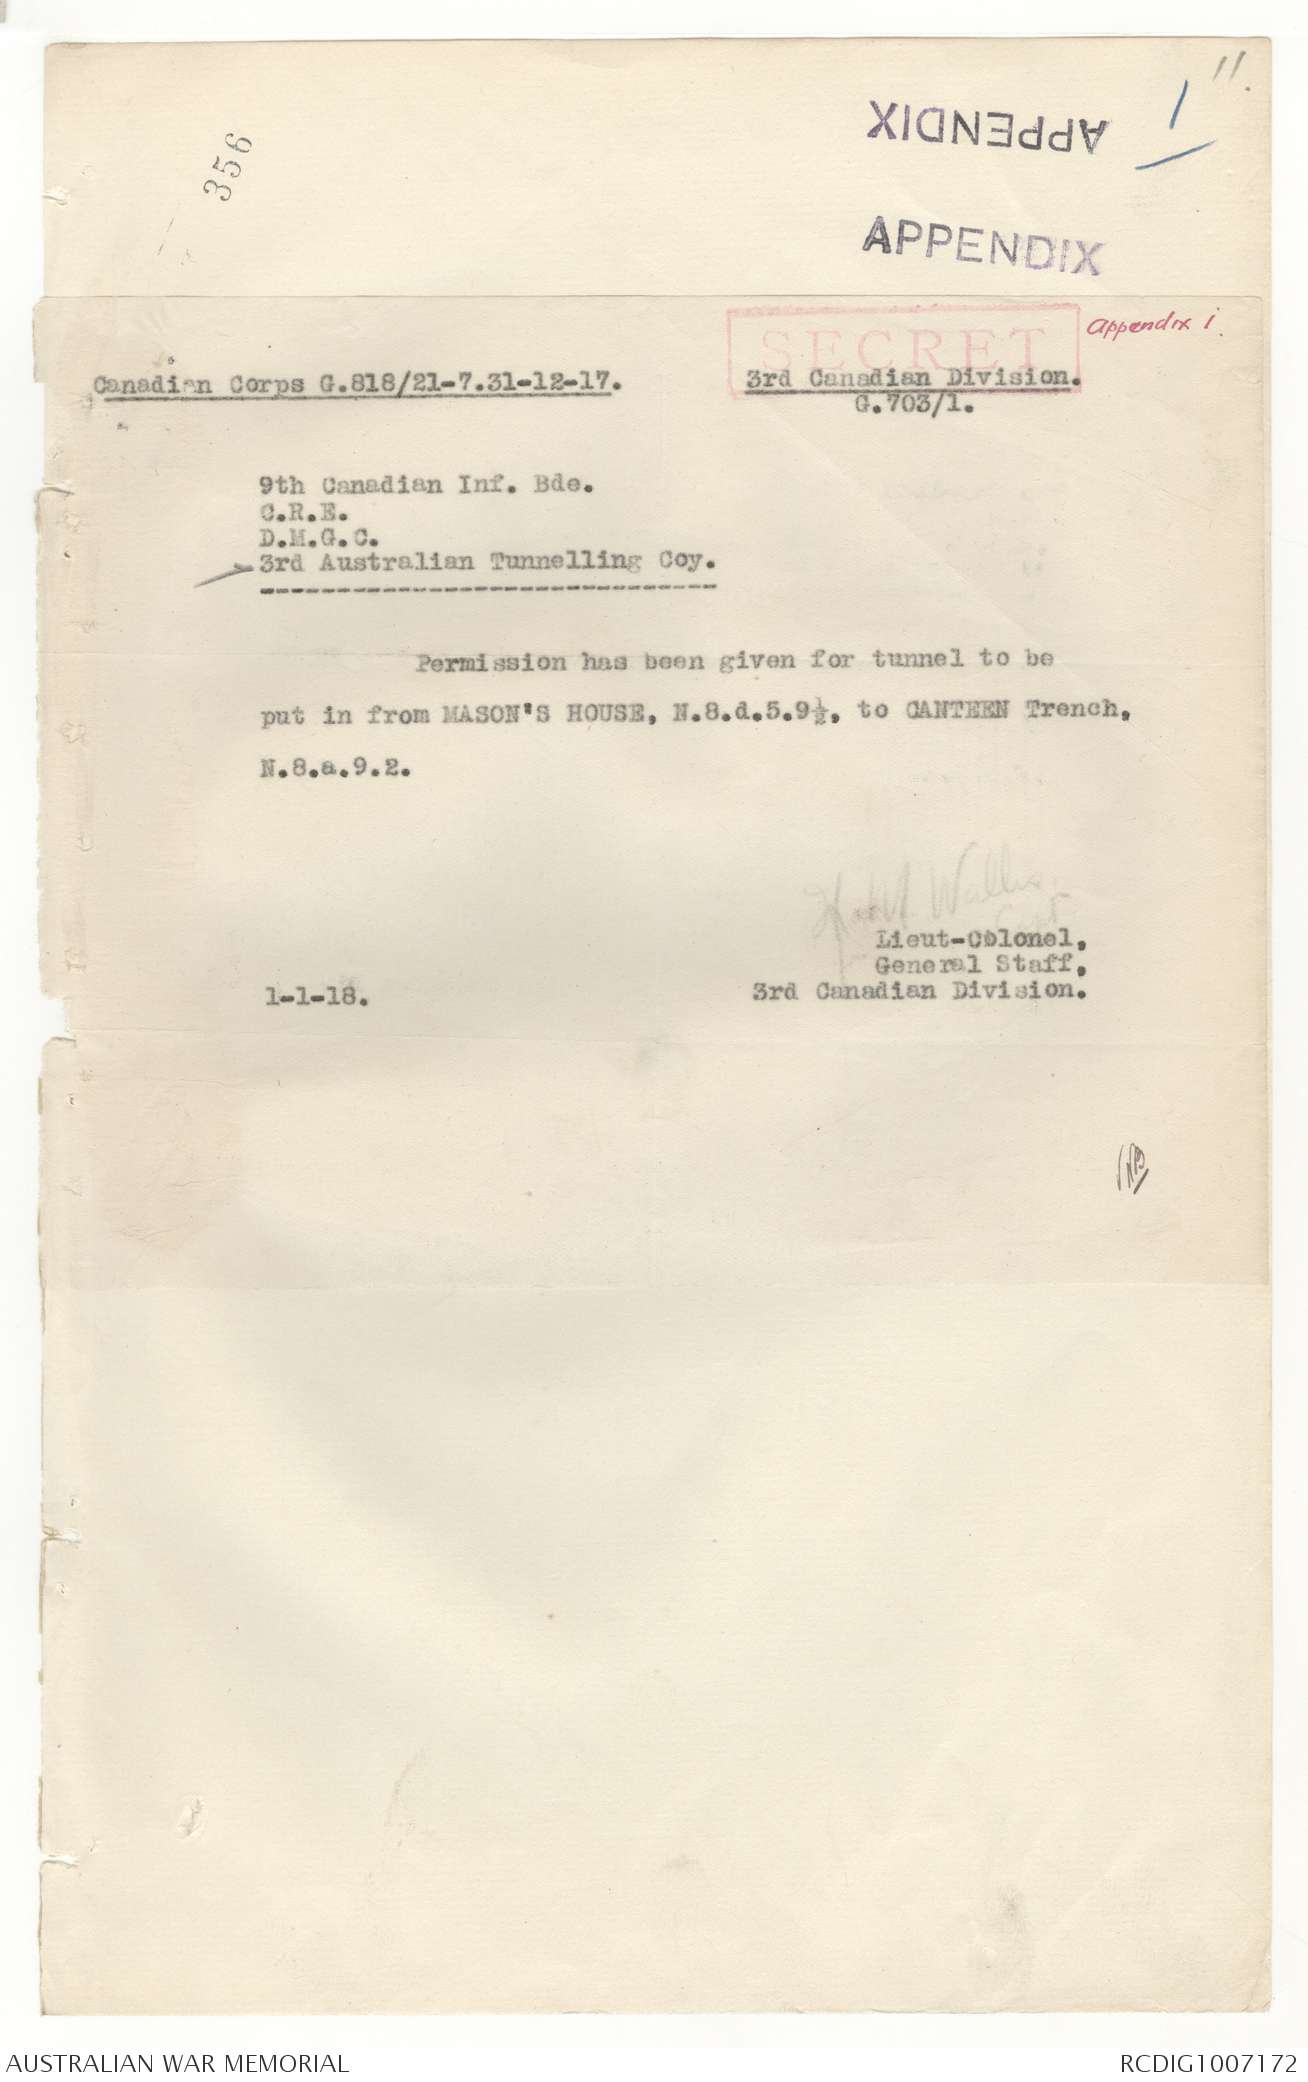 11.
356
APPENDIX 1
APPENDIX
SECRET
Appendix i.
Canadian Corps G.818/21-7.31-12-17.
3rd Canadian Division.
G.703/1.
9th Canadian Inf. Bde.
C.R.E.
D.M.G.C.
3rd Australian Tunnelling Coy.
Permission has been given for tunnel to be
put in from MASON'S HOUSE, N.8.d.5.9½, to CANTEEN Trench,
N.8.a.9.2.
Capt
Lieut-Colonel,
General Staff,
1-1-18.
3rd Canadian Division.
AUSTRALIAN WAR MEMORIAL
RCDIG1007172